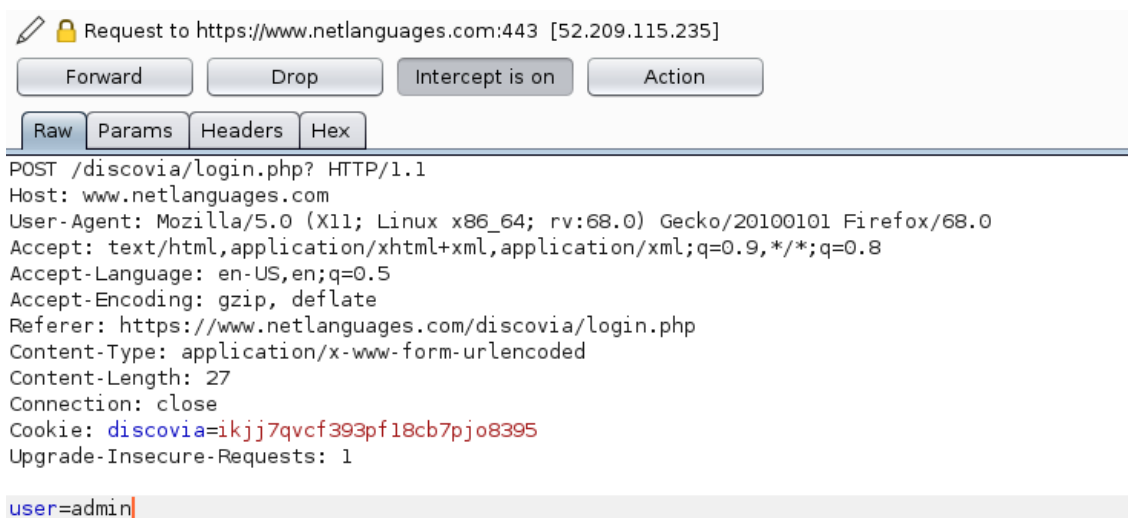 Request to https://www.netlanguages.com:443 [52.209.115.235]
Forward Drop Intercept is on Action
Raw Params Headers Hex
POST /discovia/login.php? HTTP/1.1
Host: www.netlanguages.com
User-Agent: Mozilla/5.0 (X11; Linux x86_64; rv:68.0) Gecko/20100101 Firefox/68.0
Accept: text/html,application/xhtml+xml,application/xml;q=0.9,*/*;q=0.8
Accept-Language: en-US,en;q=0.5
Accept-Encoding: gzip, deflate
Referer: https://www.netlanguages.com/discovia/login.php
Content-Type: application/x-www-form-urlencoded
Content-Length: 27
Connection: close
Cookie: discovia=ikjj7qvcf393pf18cb7pjo8395
Upgrade-Insecure-Requests: 1
user=admin